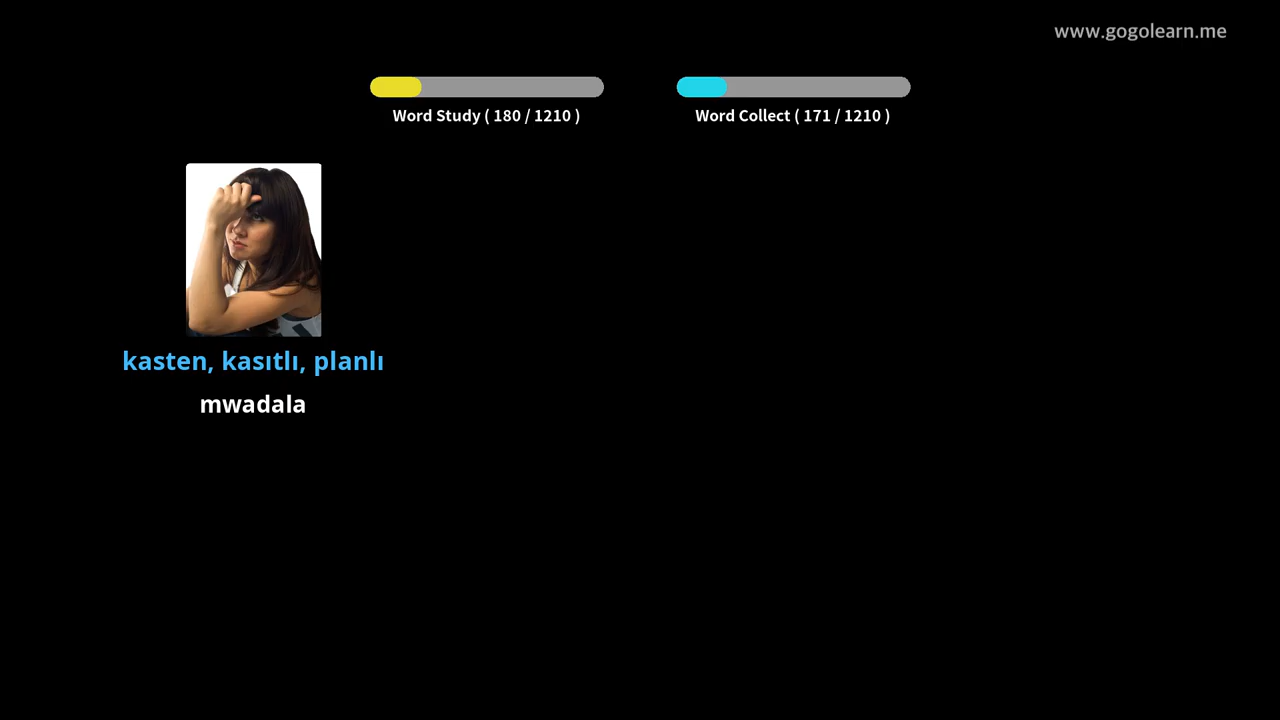 www.gogolearn.me
Word Study ( 180 / 1210 )
Word Collect ( 171 / 1210 )
kasten, kasıtlı, planlı
mwadala